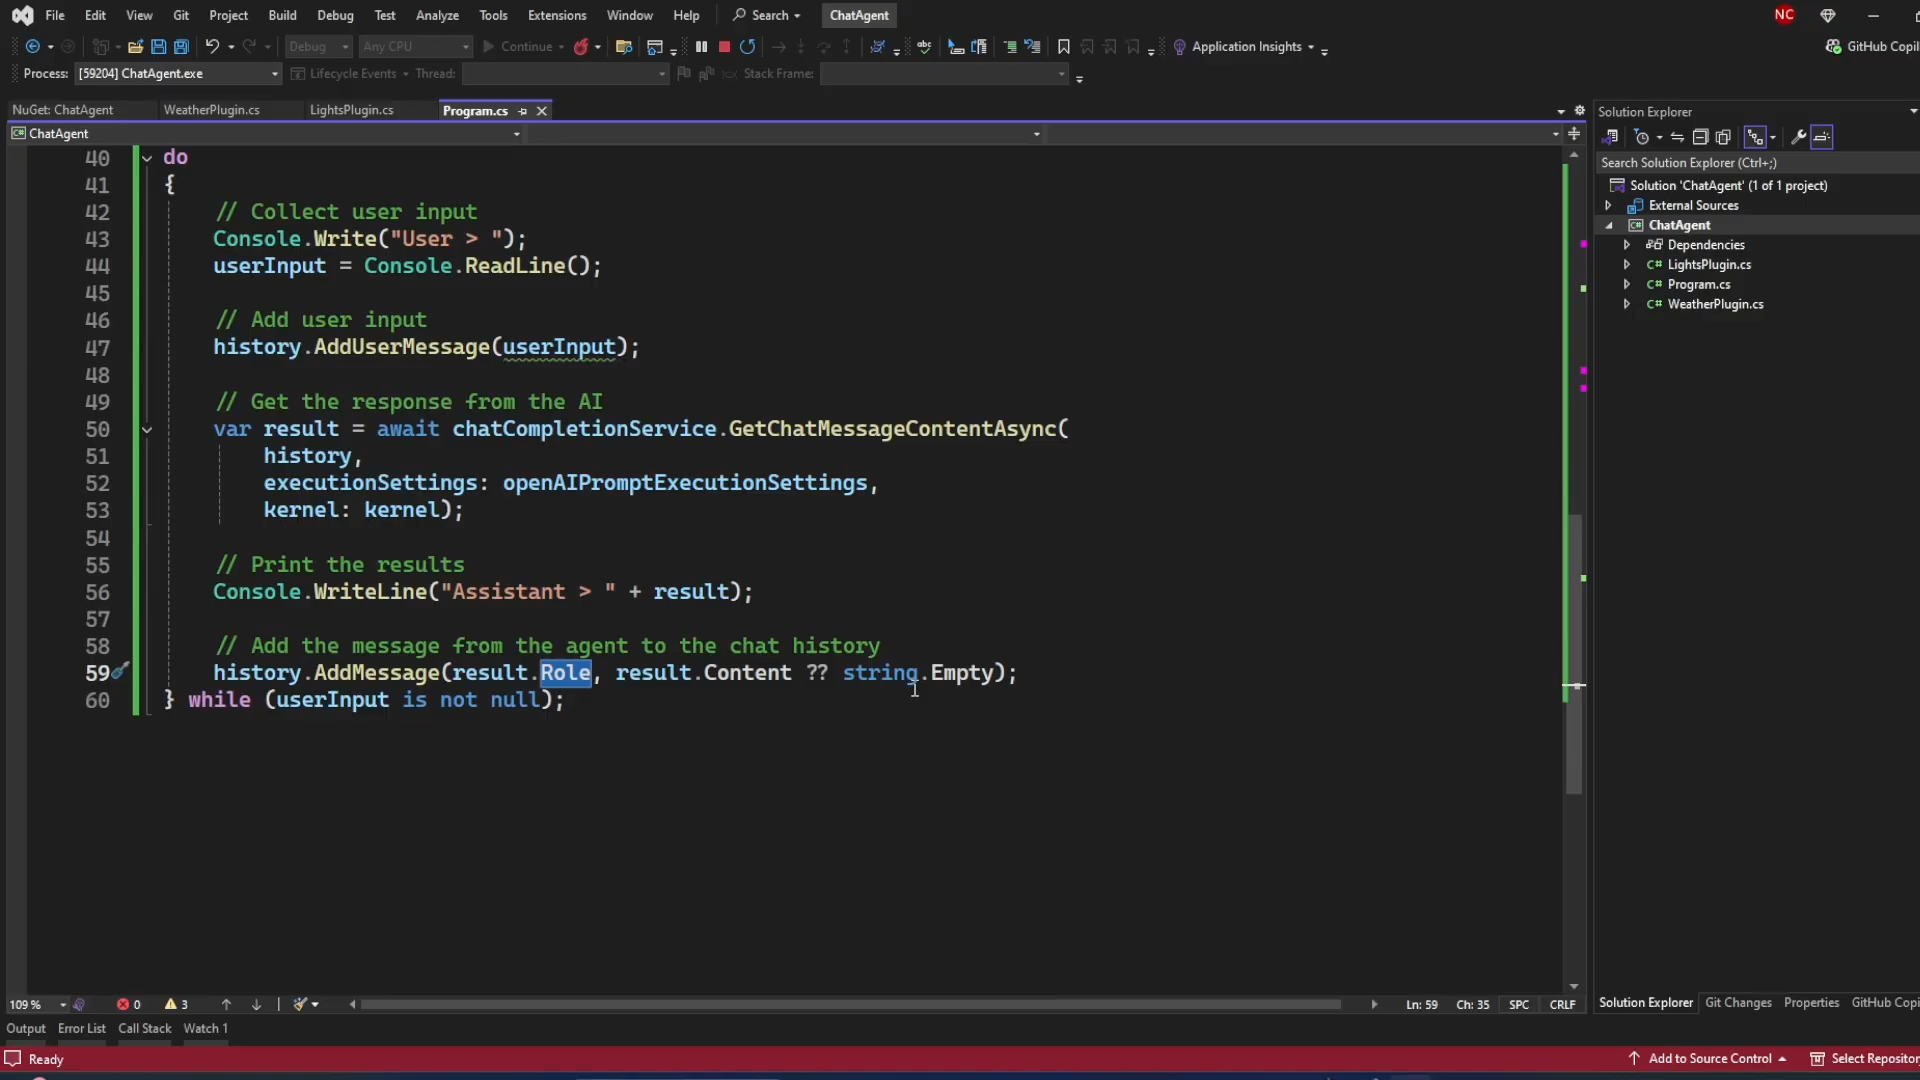 File Edit View Git Project Build Debug Test Analyze Tools Extensions Window Help Search ChatAgent NC
Debug Any CPU Continue Application Insights GitHub Copil
Process: [59204] ChatAgent.exe Lifecycle Events Thread: Stack Frame:
NuGet: ChatAgent WeatherPlugin.cs LightsPlugin.cs Program.cs
C# ChatAgent
40 do
41 {
42 // Collect user input
43 Console.Write("User > ");
44 userInput = Console.ReadLine();
45
46 // Add user input
47 history.AddUserMessage(userInput);
48
49 // Get the response from the AI
50 var result = await chatCompletionService.GetChatMessageContentAsync(
51 history,
52 executionSettings: openAIPromptExecutionSettings,
53 kernel: kernel);
54
55 // Print the results
56 Console.WriteLine("Assistant > " + result);
57
58 // Add the message from the agent to the chat history
59 history.AddMessage(result.Role, result.Content ?? string.Empty);
60 } while (userInput is not null);
109 % 0 3 Ln: 59 Ch: 35 SPC CRLF
Output Error List Call Stack Watch 1
Ready Add to Source Control Select Repositor
Solution Explorer
Search Solution Explorer (Ctrl+;)
Solution 'ChatAgent' (1 of 1 project)
External Sources
C# ChatAgent
Dependencies
C# LightsPlugin.cs
C# Program.cs
C# WeatherPlugin.cs
Solution Explorer Git Changes Properties GitHub Copi